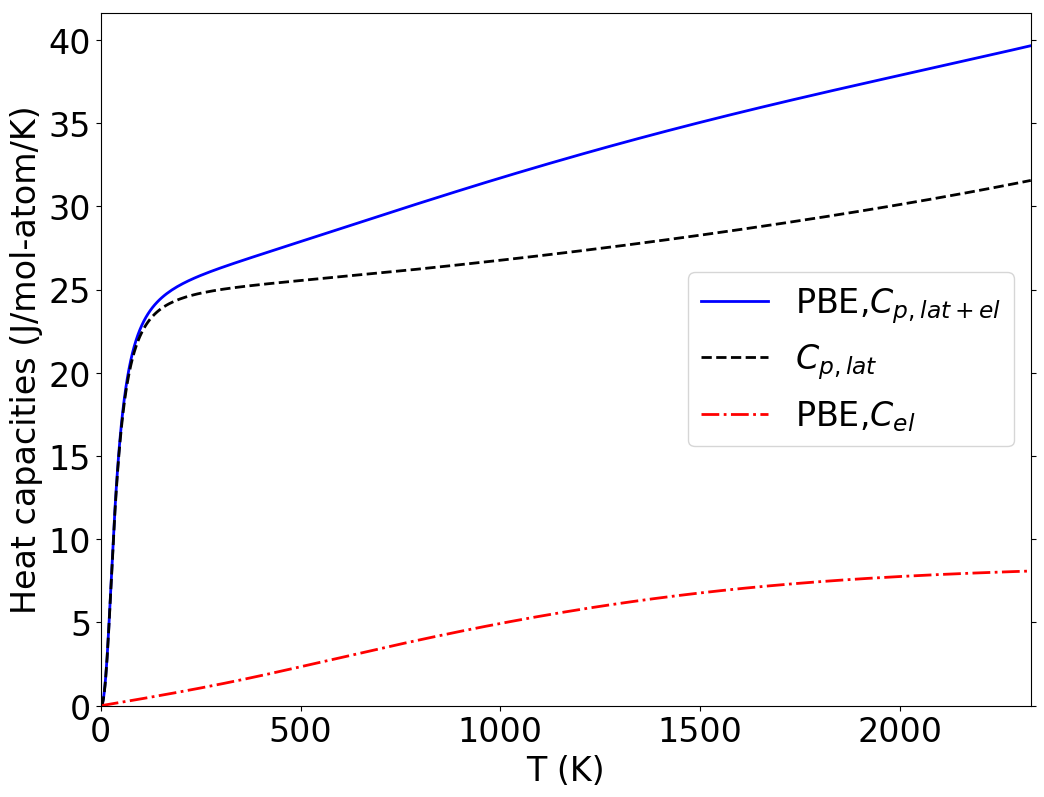 Heat capacities (J/mol-atom/K)
40
35
30
25
20
15
10
5
0
PBE,C_{p, lat + el}
C_{p, lat}
PBE,C_{el}
0 500 1000 1500 2000
T (K)